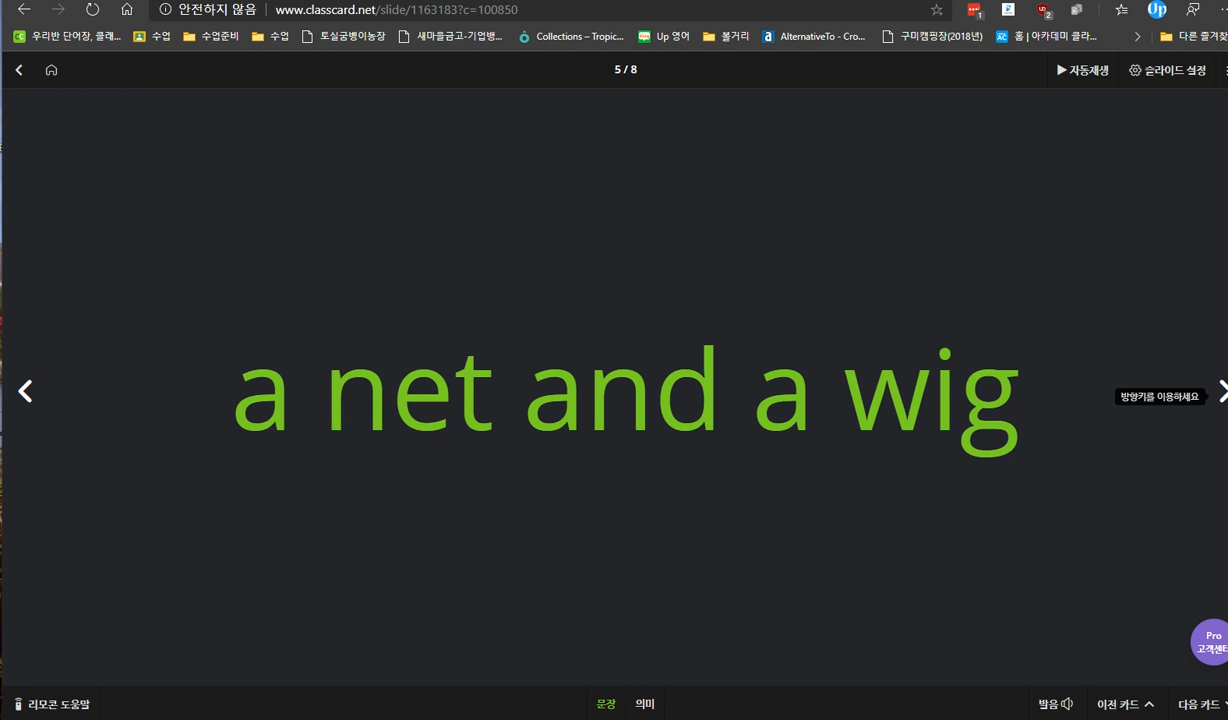 안전하지 않음 www.classcard.net/slide/1163183?c=100850
1 2 Up
우리반 단어장, 클래... 수업 수업준비 수업 토실굼벵이농장 새마을금고-기업뱅... Collections – Tropic... Up 영어 볼거리 AlternativeTo - Cro... 구미캠핑장(2018년) 홈 | 아카데미 클라... 다른 즐겨찾
5 / 8 자동재생 슬라이드 설정
a net and a wig
방향키를 이용하세요
Pro
고객센터
리모콘 도움말 문장 의미 발음 이전 카드 다음 카드